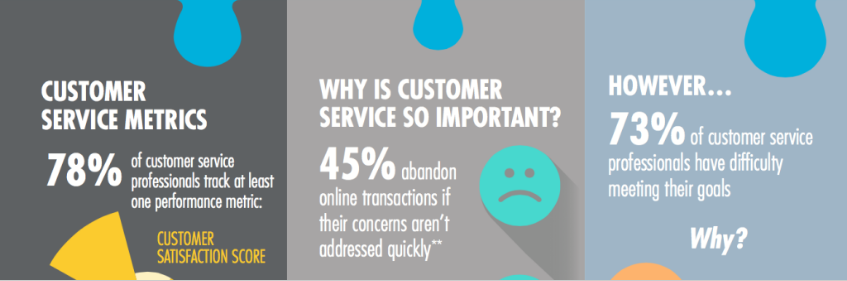 CUSTOMER
SERVICE METRICS
78% of customer service
professionals track at least
one performance metric:
CUSTOMER
SATISFACTION SCORE
WHY IS CUSTOMER
SERVICE SO IMPORTANT?
45% abandon
online transactions if
their concerns aren't
addressed quickly**
HOWEVER...
73% of customer service
professionals have difficulty
meeting their goals
Why?